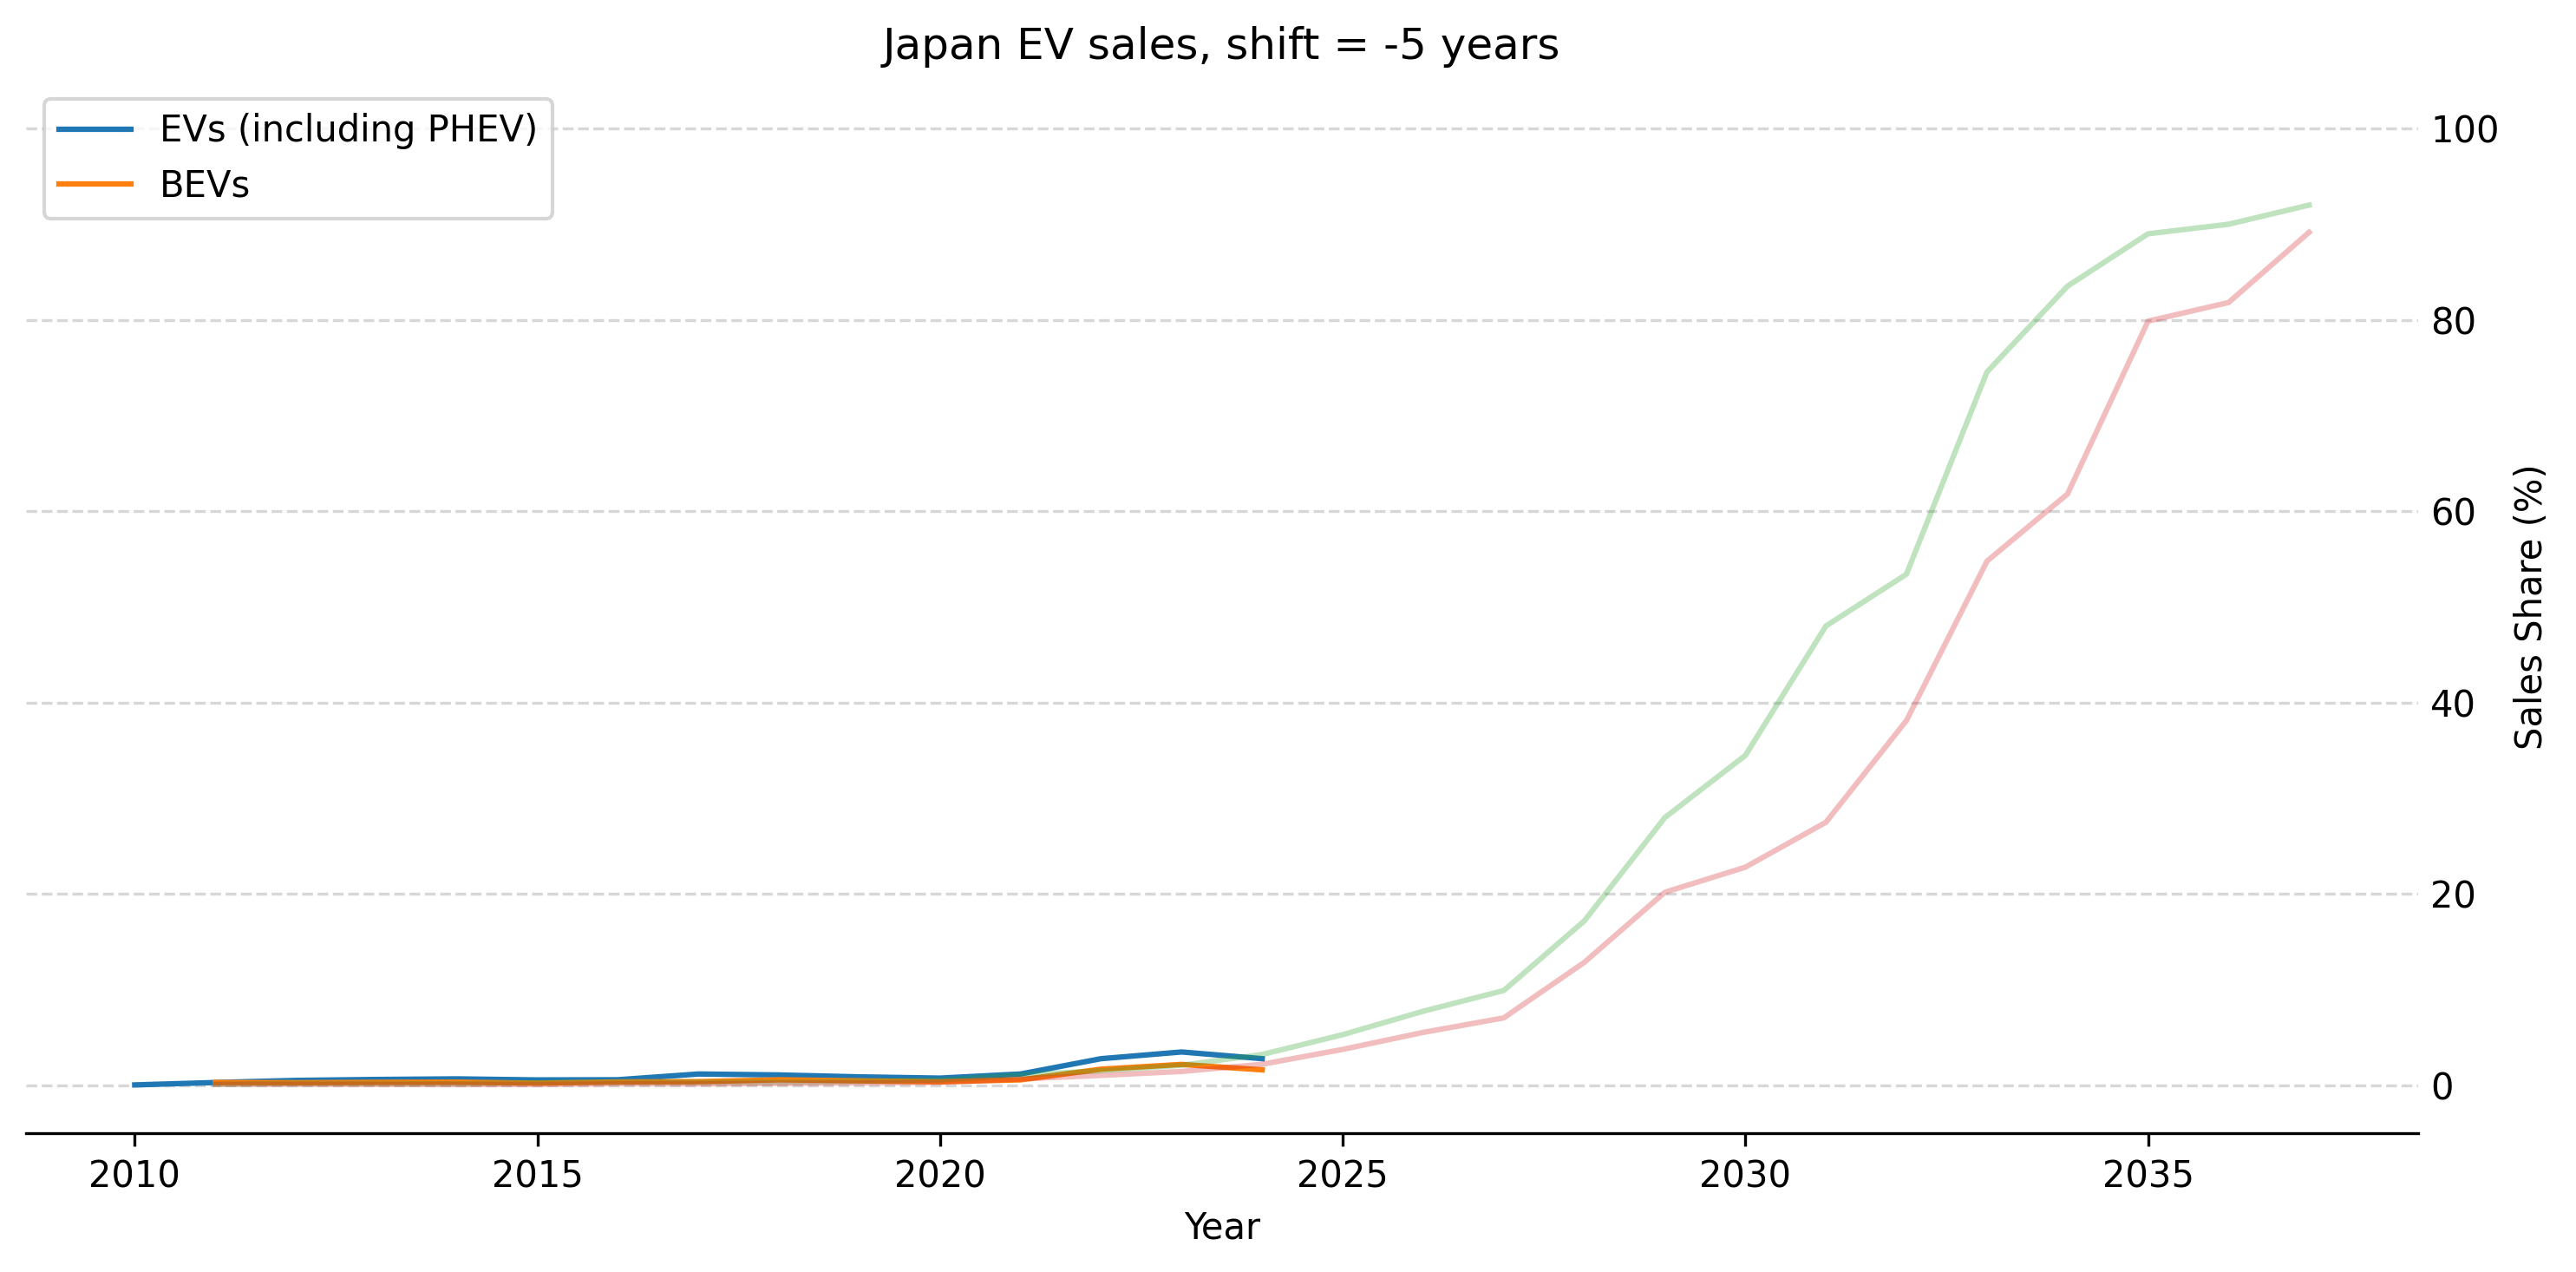 Japan EV sales, shift = -5 years
EVs (including PHEV)
BEVs
100
80
60
40
20
0
Sales Share (%)
2010 2015 2020 2025 2030 2035
Year